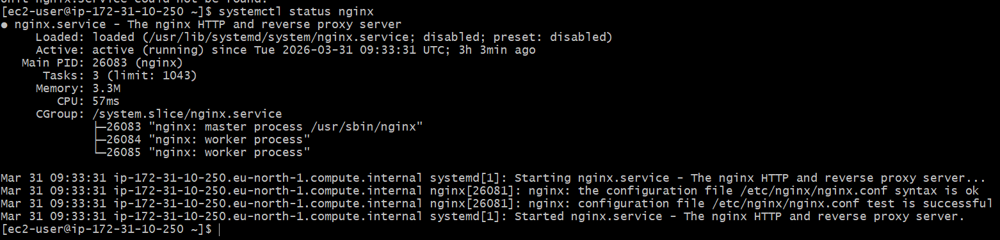 Unit nginix.service could not be found.
[ec2-user@ip-172-31-10-250 ~]$ systemctl status nginx
● nginx.service - The nginx HTTP and reverse proxy server
     Loaded: loaded (/usr/lib/systemd/system/nginx.service; disabled; preset: disabled)
     Active: active (running) since Tue 2026-03-31 09:33:31 UTC; 3h 3min ago
   Main PID: 26083 (nginx)
      Tasks: 3 (limit: 1043)
     Memory: 3.3M
        CPU: 57ms
     CGroup: /system.slice/nginx.service
             ├─26083 "nginx: master process /usr/sbin/nginx"
             ├─26084 "nginx: worker process"
             └─26085 "nginx: worker process"
Mar 31 09:33:31 ip-172-31-10-250.eu-north-1.compute.internal systemd[1]: Starting nginx.service - The nginx HTTP and reverse proxy server...
Mar 31 09:33:31 ip-172-31-10-250.eu-north-1.compute.internal nginx[26081]: nginx: the configuration file /etc/nginx/nginx.conf syntax is ok
Mar 31 09:33:31 ip-172-31-10-250.eu-north-1.compute.internal nginx[26081]: nginx: configuration file /etc/nginx/nginx.conf test is successful
Mar 31 09:33:31 ip-172-31-10-250.eu-north-1.compute.internal systemd[1]: Started nginx.service - The nginx HTTP and reverse proxy server.
[ec2-user@ip-172-31-10-250 ~]$